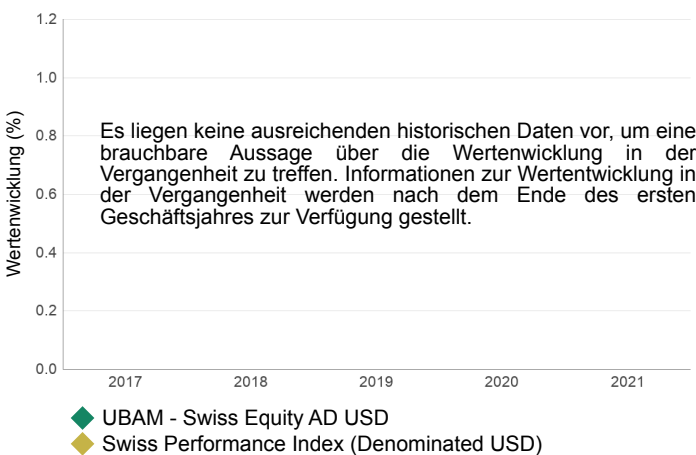 1.2
1.0
0.8
0.6
0.4
0.2
0.0
Wertenwicklung (%)
Es liegen keine ausreichenden historischen Daten vor, um eine
brauchbare Aussage über die Wertenwicklung in der
Vergangenheit zu treffen. Informationen zur Wertentwicklung in
der Vergangenheit werden nach dem Ende des ersten
Geschäftsjahres zur Verfügung gestellt.
2017 2018 2019 2020 2021
UBAM - Swiss Equity AD USD
Swiss Performance Index (Denominated USD)